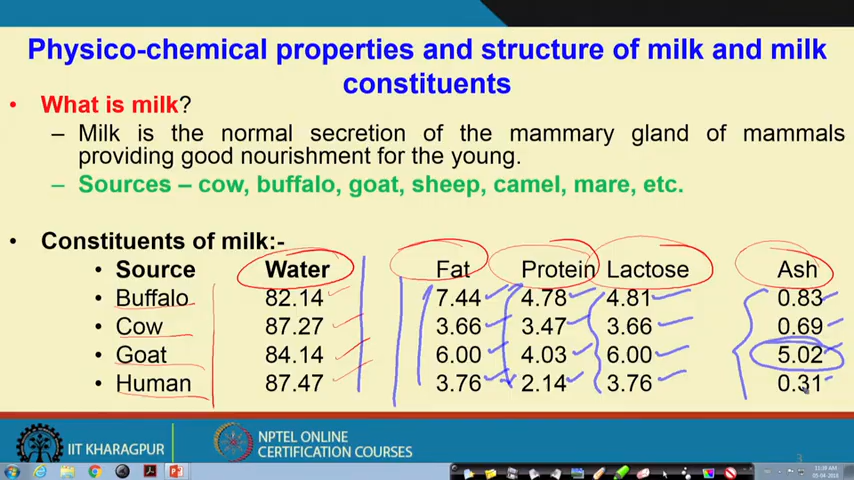 Physico-chemical properties and structure of milk and milk
constituents
• What is milk?
– Milk is the normal secretion of the mammary gland of mammals
providing good nourishment for the young.
– Sources – cow, buffalo, goat, sheep, camel, mare, etc.
• Constituents of milk:-
• Source Water Fat Protein Lactose Ash
• Buffalo 82.14 7.44 4.78 4.81 0.83
• Cow 87.27 3.66 3.47 3.66 0.69
• Goat 84.14 6.00 4.03 6.00 5.02
• Human 87.47 3.76 2.14 3.76 0.31
IIT KHARAGPUR
NPTEL ONLINE
CERTIFICATION COURSES
3